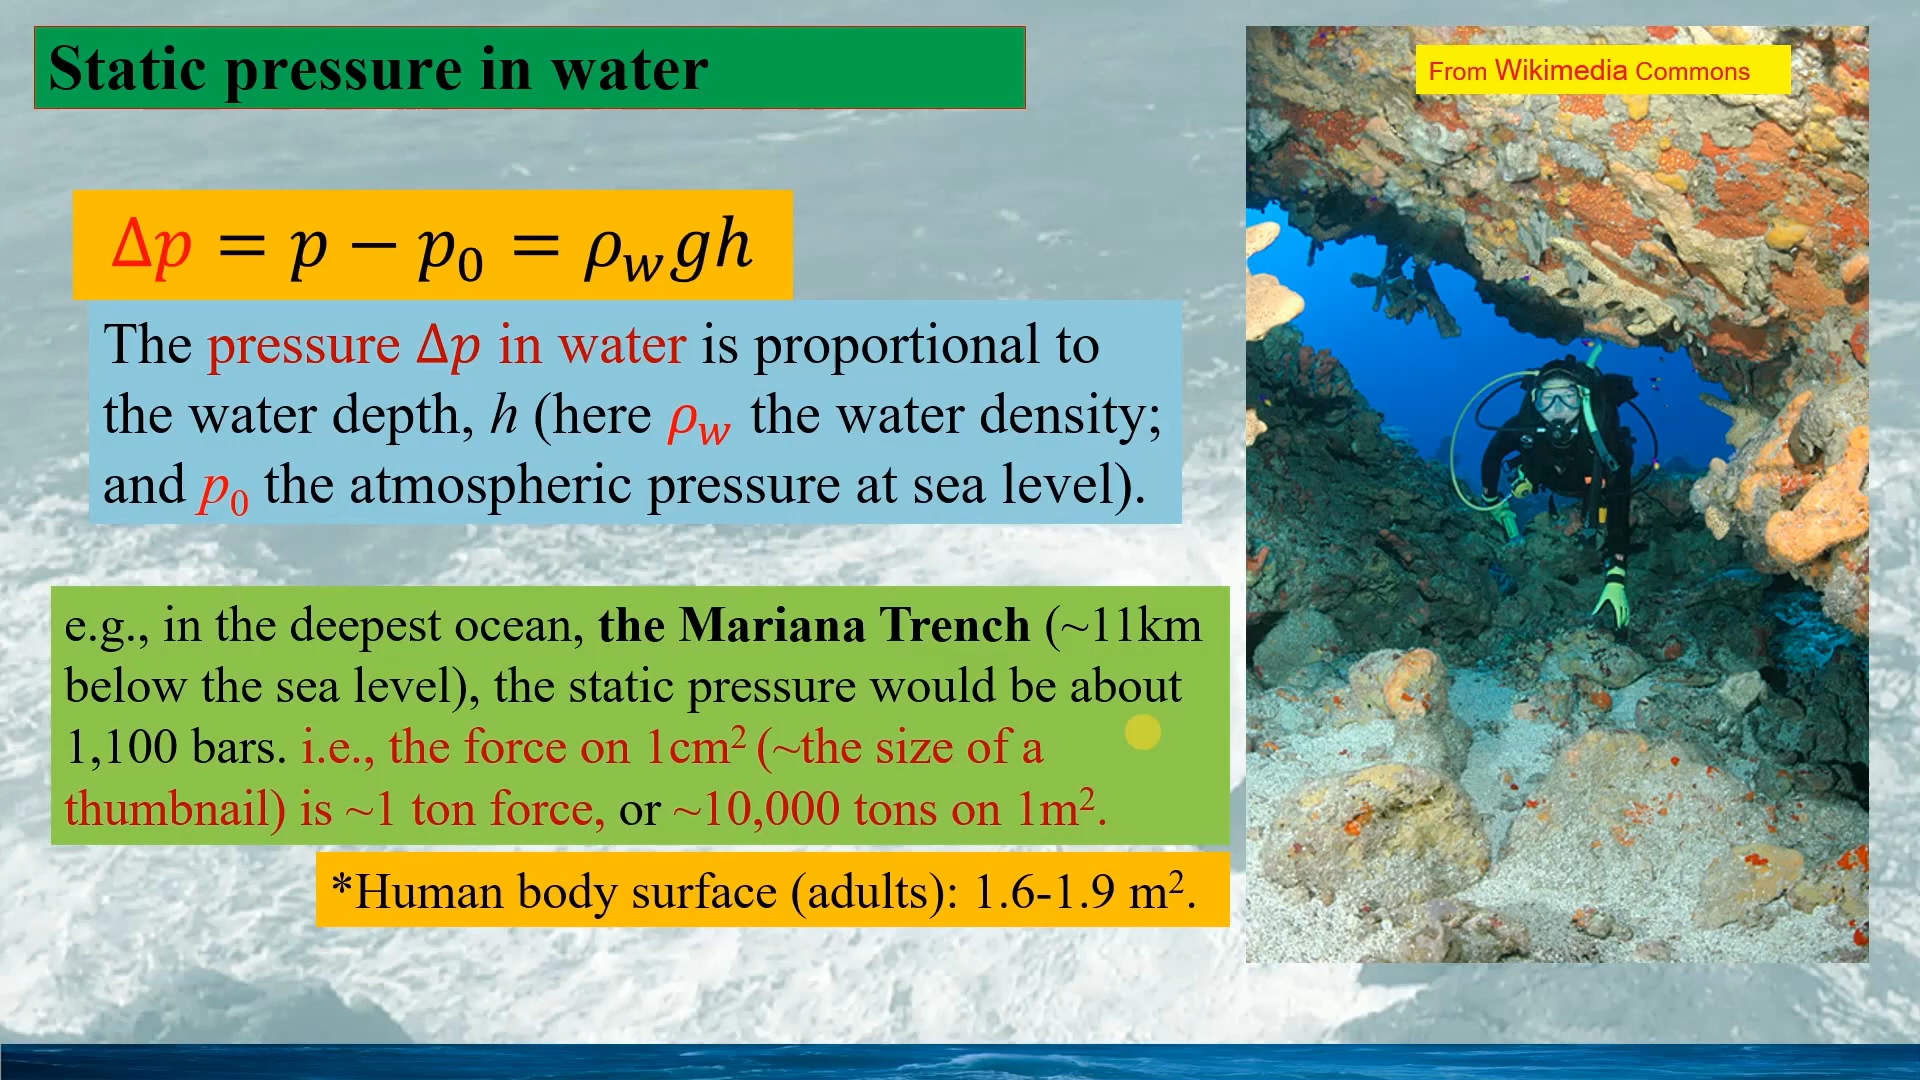 Static pressure in water
From Wikimedia Commons
Δp = p − p₀ = ρ_w gh
The pressure Δp in water is proportional to
the water depth, h (here ρ_w the water density;
and p₀ the atmospheric pressure at sea level).
e.g., in the deepest ocean, the Mariana Trench (~11km
below the sea level), the static pressure would be about
1,100 bars. i.e., the force on 1cm² (~the size of a
thumbnail) is ~1 ton force, or ~10,000 tons on 1m².
*Human body surface (adults): 1.6-1.9 m².